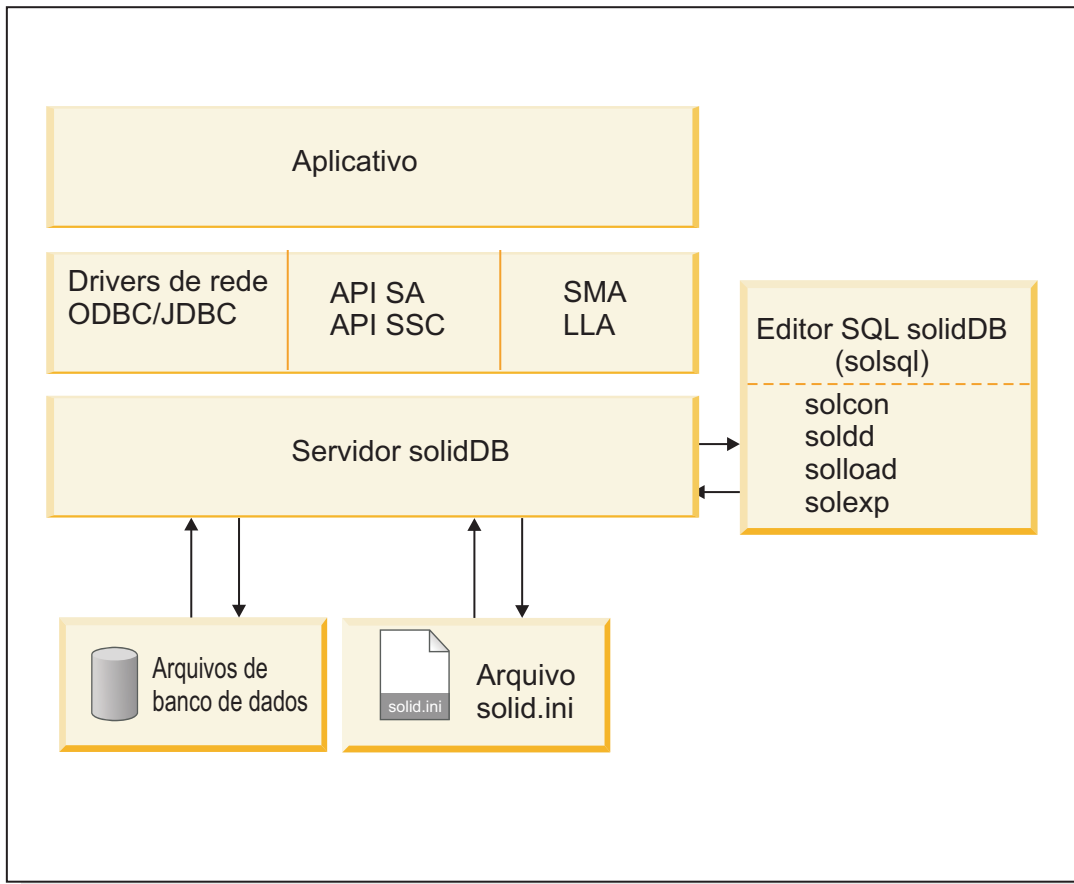 Aplicativo
Drivers de rede
ODBC/JDBC
API SA
API SSC
SMA
LLA
Editor SQL solidDB
(solsql)
solcon
soldd
solload
solexp
Servidor solidDB
Arquivos de
banco de dados
solid.ini
Arquivo
solid.ini